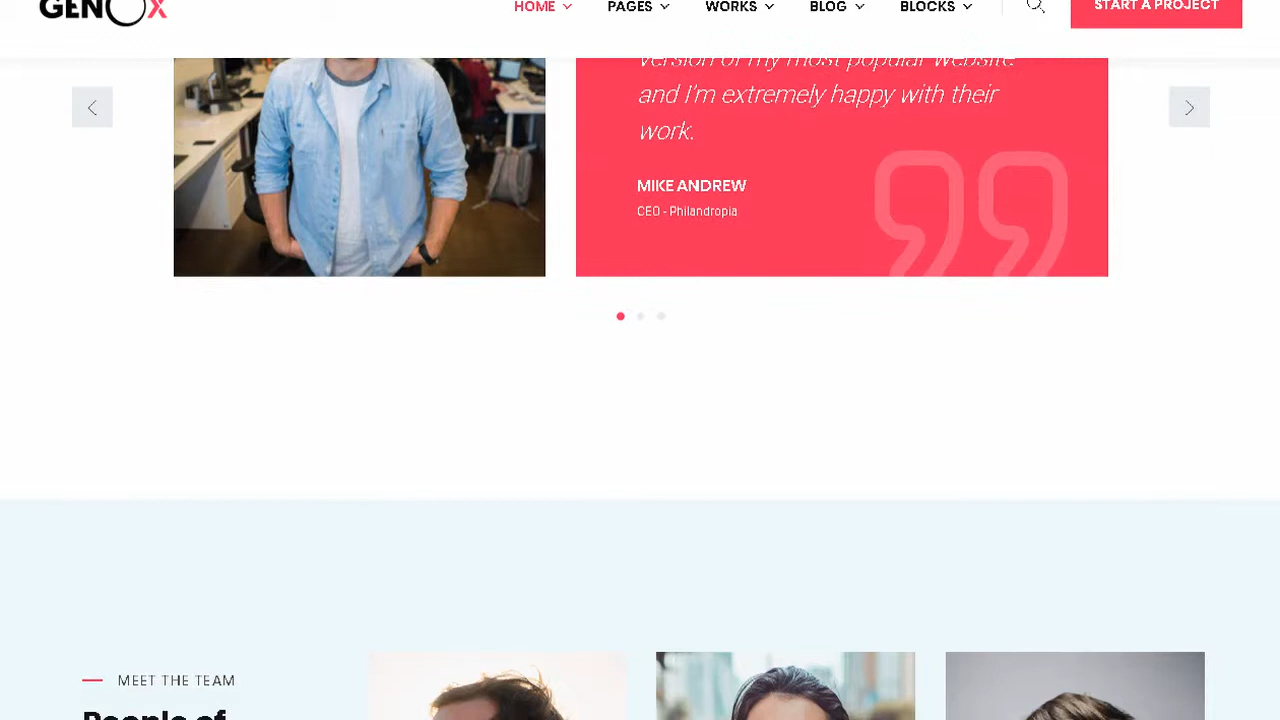 GENOX
HOME PAGES WORKS BLOG BLOCKS START A PROJECT
version of my most popular website
and I'm extremely happy with their
work.
MIKE ANDREW
CEO - Philandropia
MEET THE TEAM
People of